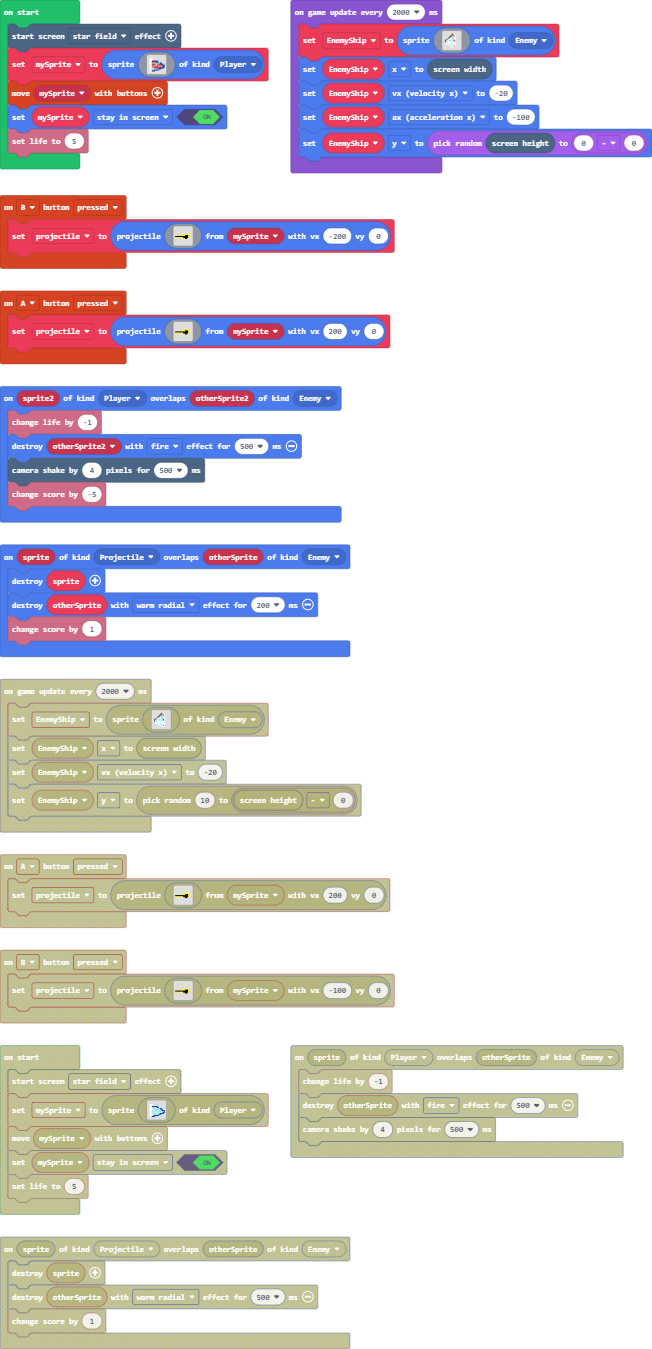 on start
start screen star field effect
set mySprite to sprite of kind Player
move mySprite with buttons
set mySprite stay in screen ON
set life to 5
on game update every 2000 ms
set EnemyShip to sprite of kind Enemy
set EnemyShip x to screen width
set EnemyShip vx (velocity x) to -20
set EnemyShip ax (acceleration x) to -100
set EnemyShip y to pick random screen height to 0 - 0
on B button pressed
set projectile to projectile from mySprite with vx -200 vy 0
on A button pressed
set projectile to projectile from mySprite with vx 200 vy 0
on sprite2 of kind Player overlaps otherSprite2 of kind Enemy
change life by -1
destroy otherSprite2 with fire effect for 500 ms
camera shake by 4 pixels for 500 ms
change score by -5
on sprite of kind Projectile overlaps otherSprite of kind Enemy
destroy sprite
destroy otherSprite with warm radial effect for 200 ms
change score by 1
on game update every 2000 ms
set EnemyShip to sprite of kind Enemy
set EnemyShip x to screen width
set EnemyShip vx (velocity x) to -20
set EnemyShip y to pick random 10 to screen height - 0
on A button pressed
set projectile to projectile from mySprite with vx 200 vy 0
on B button pressed
set projectile to projectile from mySprite with vx -100 vy 0
on start
start screen star field effect
set mySprite to sprite of kind Player
move mySprite with buttons
set mySprite stay in screen ON
set life to 5
on sprite of kind Player overlaps otherSprite of kind Enemy
change life by -1
destroy otherSprite with fire effect for 500 ms
camera shake by 4 pixels for 500 ms
on sprite of kind Projectile overlaps otherSprite of kind Enemy
destroy sprite
destroy otherSprite with warm radial effect for 500 ms
change score by 1